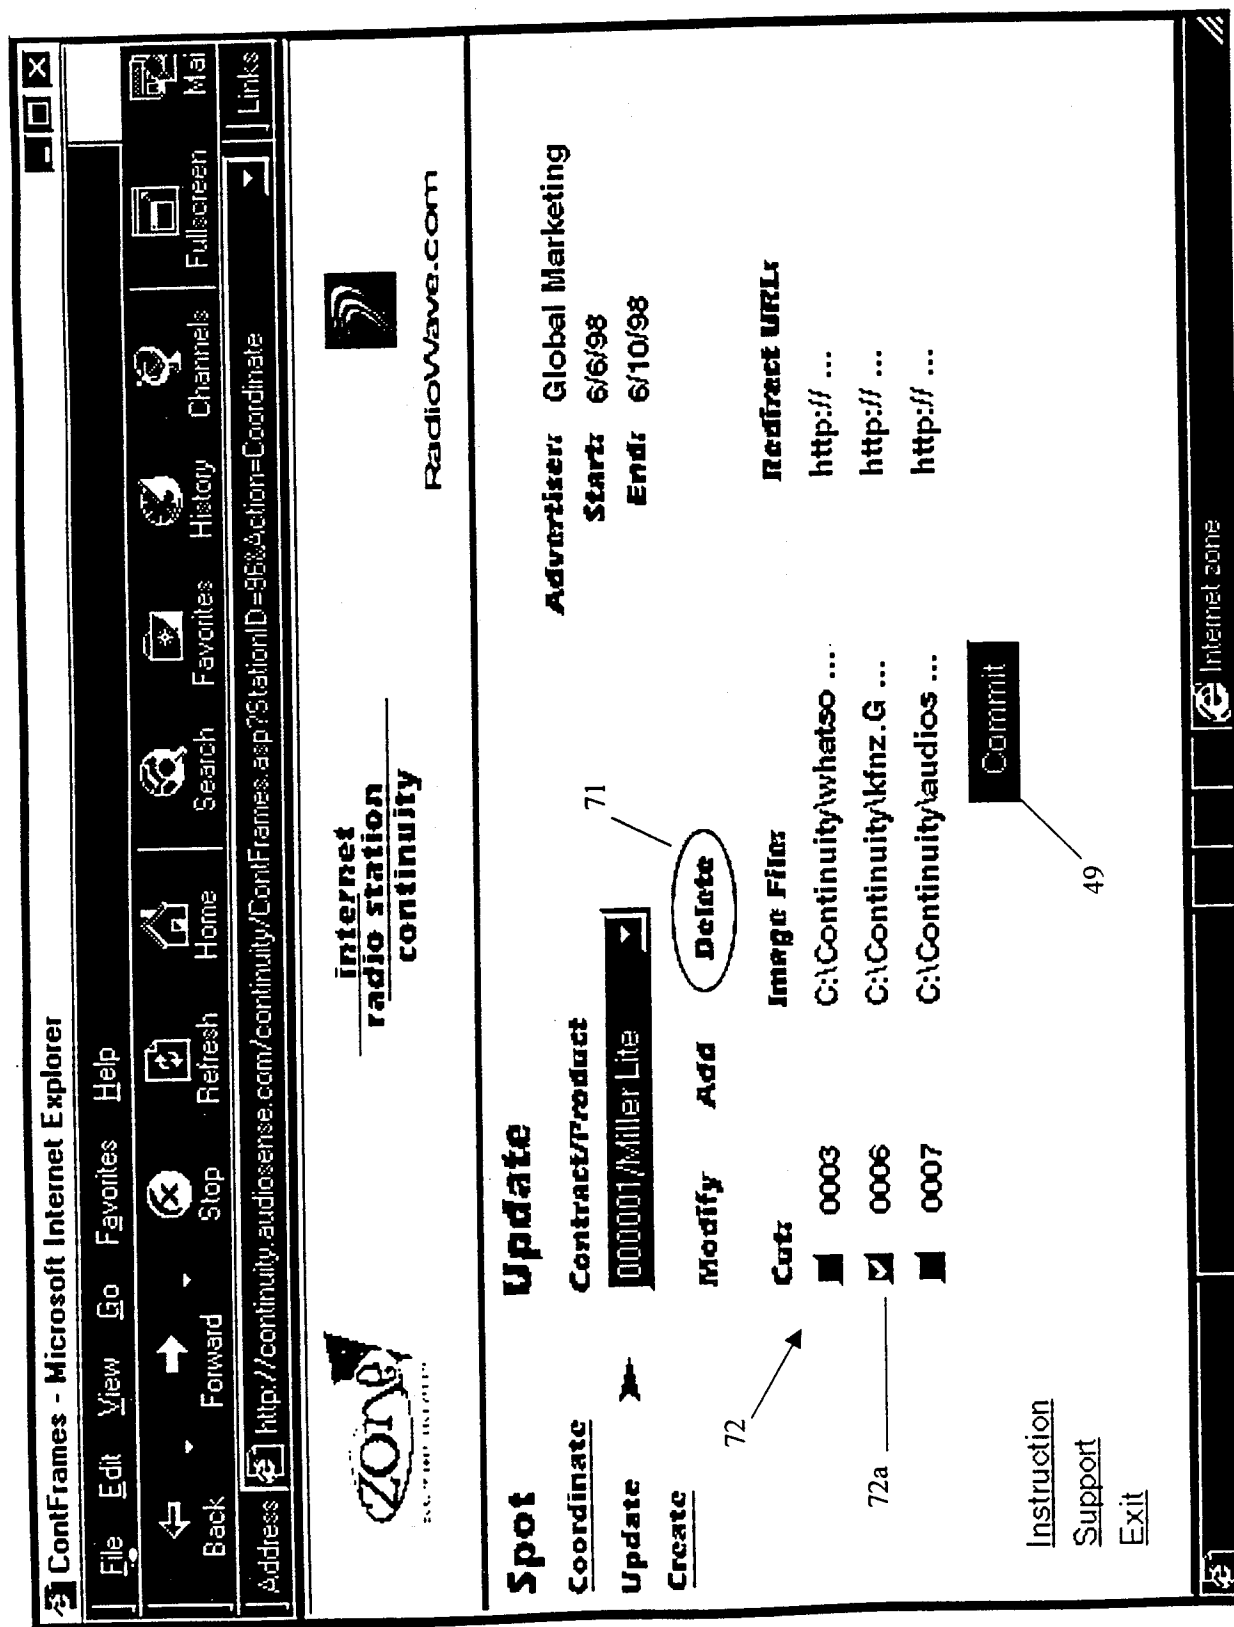 ContFrames - Microsoft Internet Explorer
File Edit View Go Favorites Help
Back Forward Stop Refresh Home Search Favorites History Channels Fullscreen Mai
Address http://continuity.audiosense.com/continuity/ContFrames.asp?StationID=86&Action=Coordinate Links
zone
internet
radio station
continuity
RadioWave.com
Spot Update
Coordinate Contract/Product Advertiser: Global Marketing
Update 000001/Miller Lite Start: 6/6/98
Create End: 6/10/98
71
Modify Add Delete
72
Cut: Image File: Redirect URL:
0003 C:\Continuity\whatso ... http:// ...
0006 C:\Continuity\kfnz.G ... http:// ...
0007 C:\Continuity\audios ... http:// ...
72a
Commit
49
Instruction
Support
Exit
Internet zone